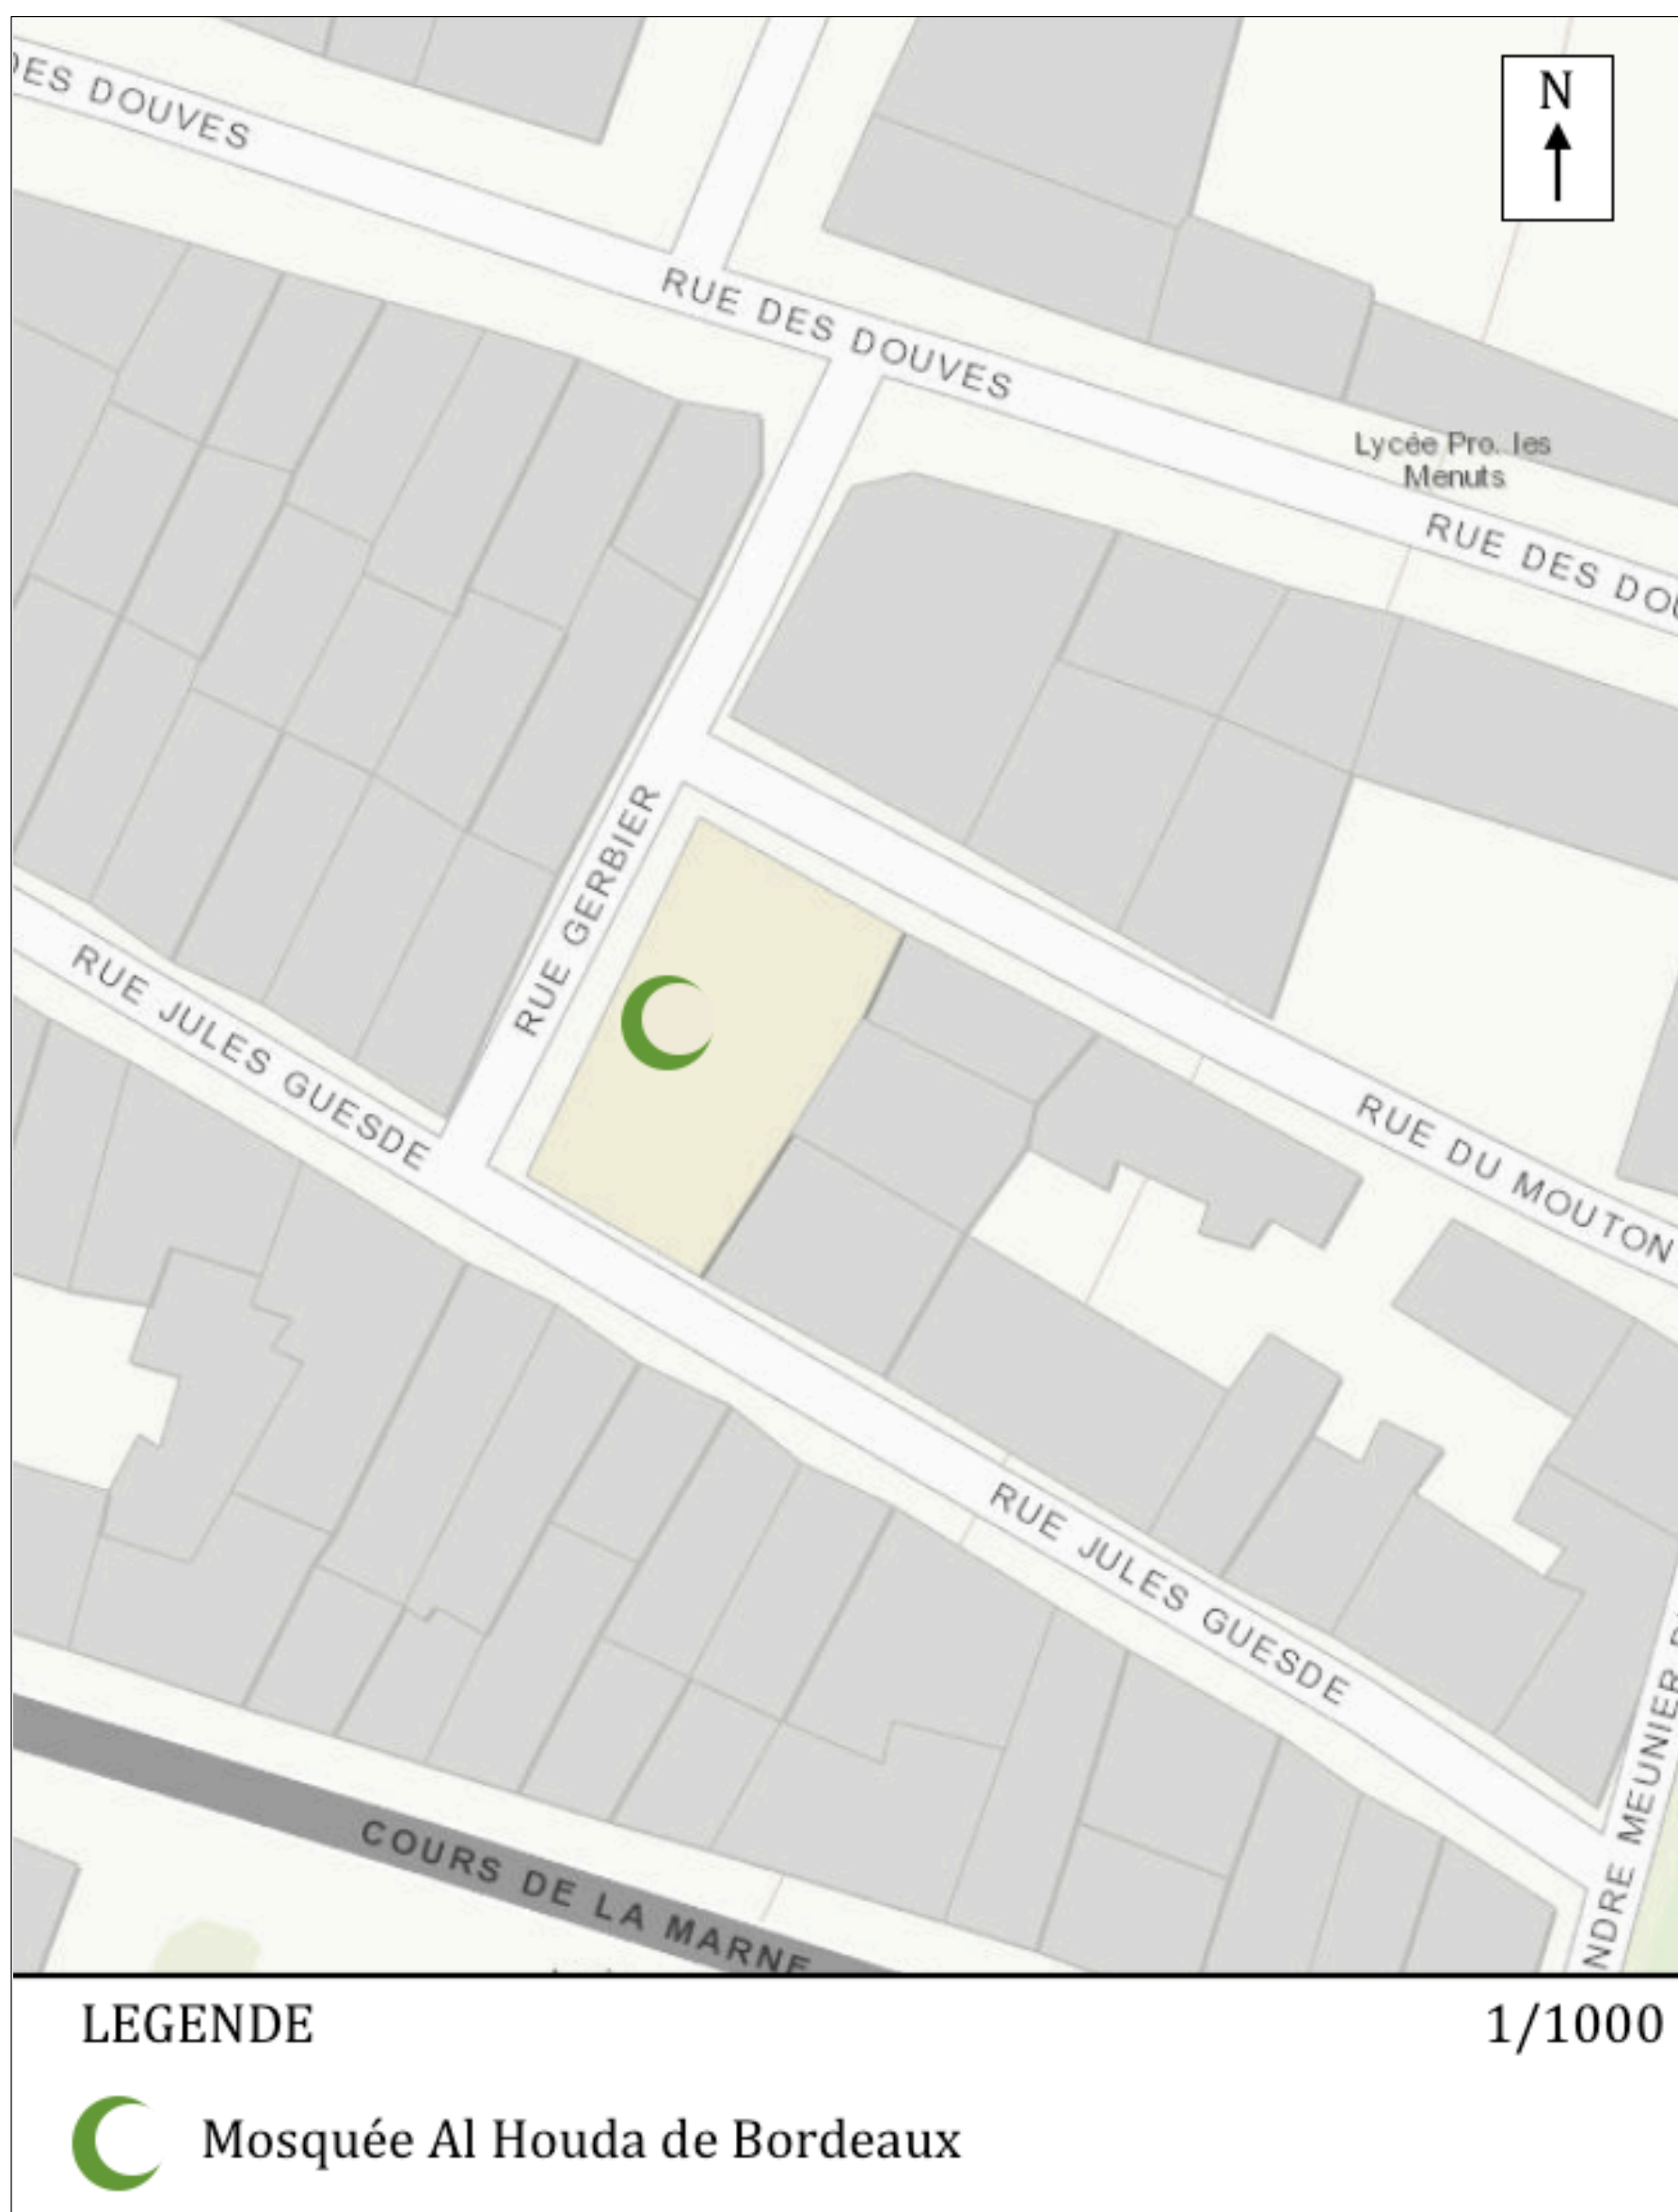 DES DOUVES
N
RUE DES DOUVES
Lycée Pro. les
Menuts
RUE DES DOU
RUE GERBIER
RUE JULES GUESDE
RUE DU MOUTON
RUE JULES GUESDE
NDRE MEUNIER
COURS DE LA MARNE
LEGENDE
1/1000
Mosquée Al Houda de Bordeaux